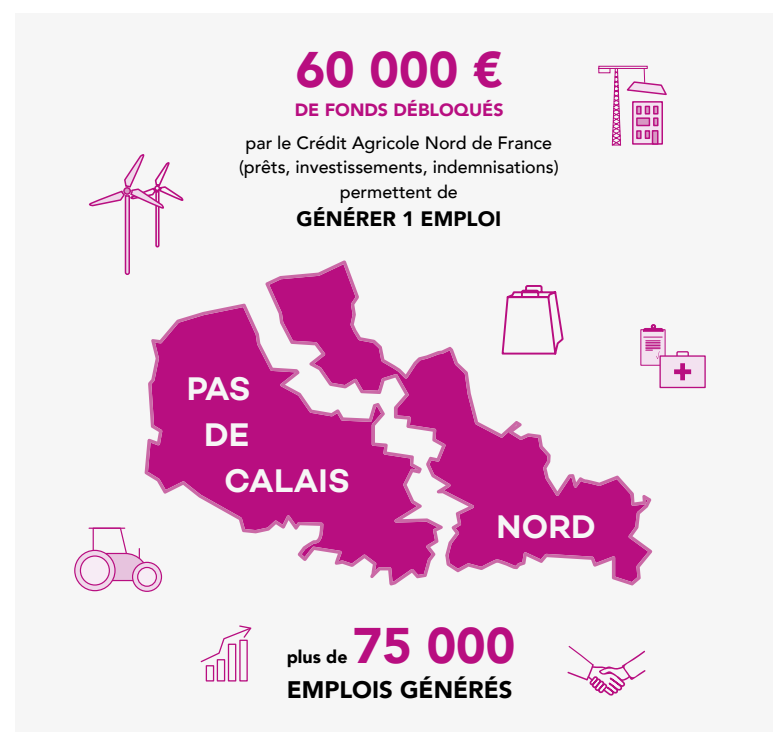 60 000 €
DE FONDS DÉBLOQUÉS
par le Crédit Agricole Nord de France
(prêts, investissements, indemnisations)
permettent de
GÉNÉRER 1 EMPLOI
PAS
DE
CALAIS
NORD
plus de 75 000
EMPLOIS GÉNÉRÉS